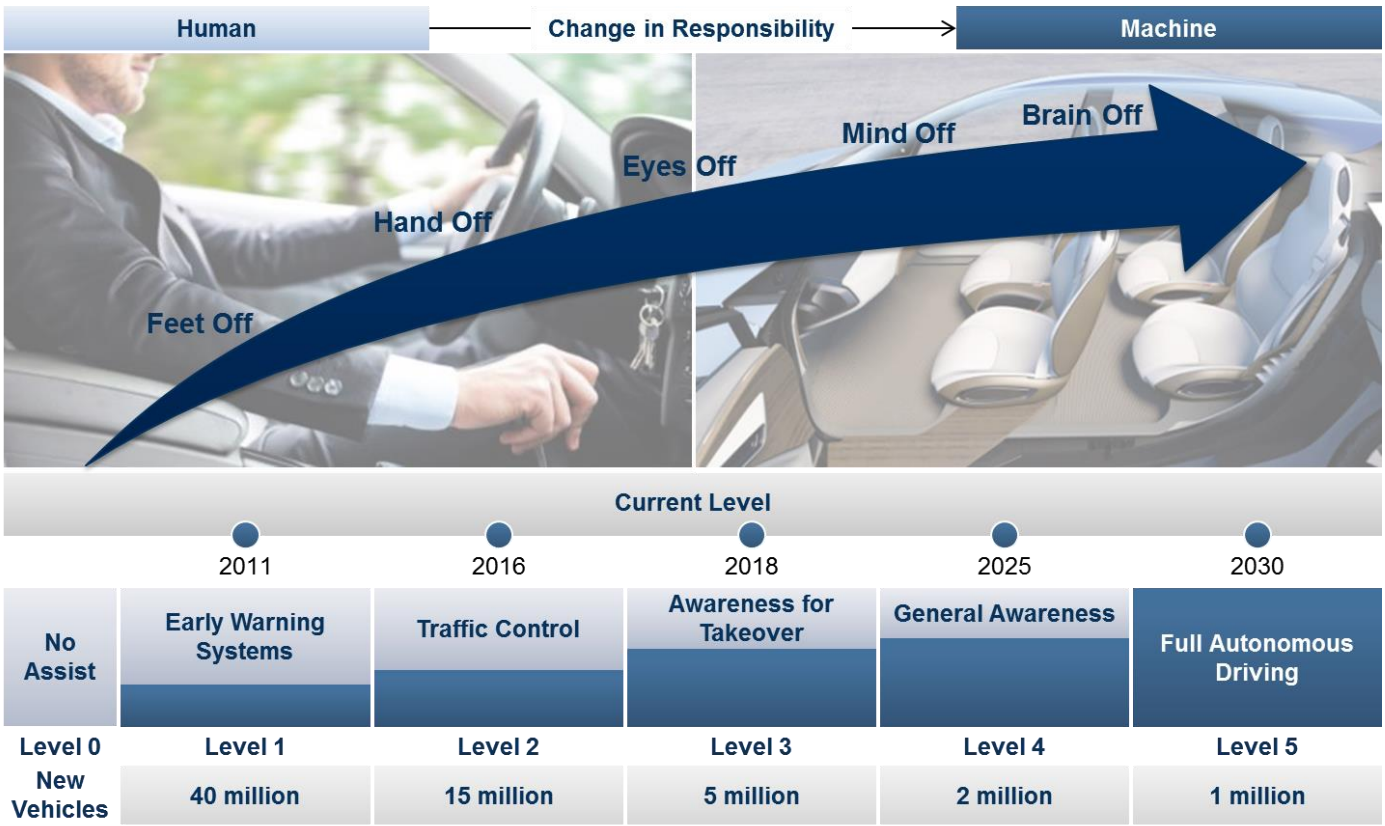 Human
Change in Responsibility
Machine
Brain Off
Mind Off
Eyes Off
Hand Off
Feet Off
Current Level
2011
2016
2018
2025
2030
No
Assist
Early Warning
Systems
Traffic Control
Awareness for
Takeover
General Awareness
Full Autonomous
Driving
Level 0
Level 1
Level 2
Level 3
Level 4
Level 5
New
Vehicles
40 million
15 million
5 million
2 million
1 million